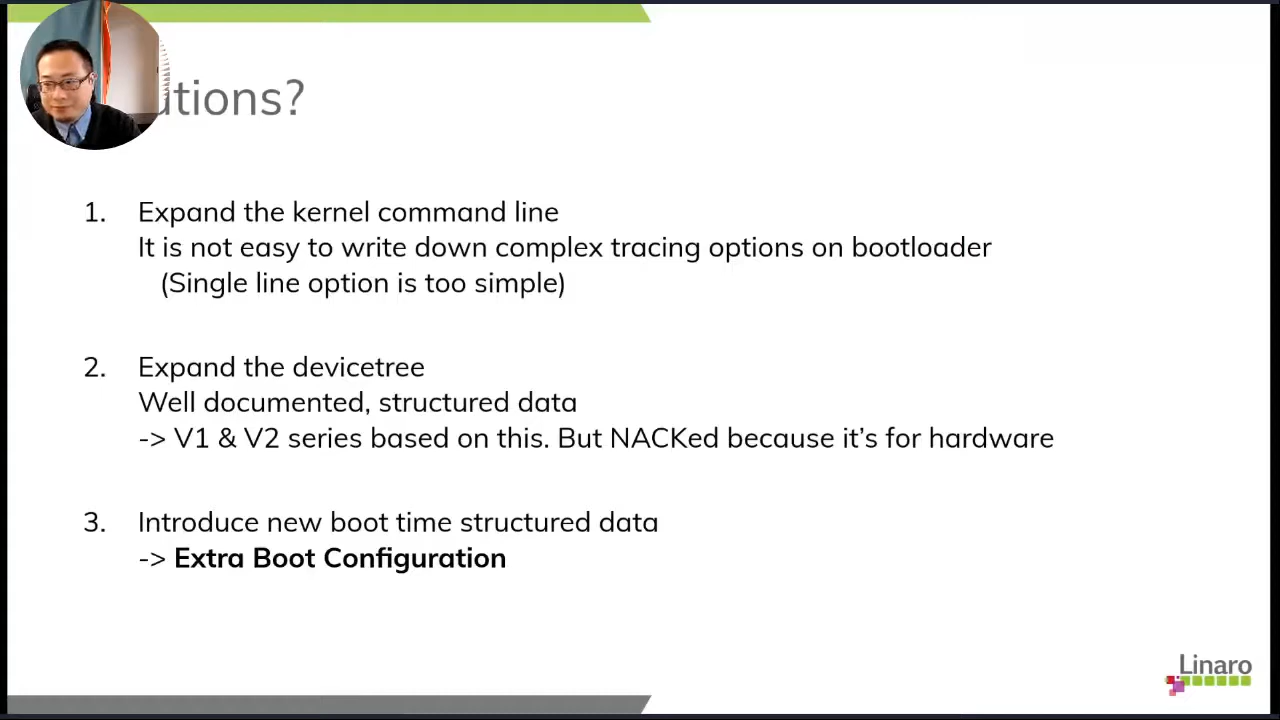 utions?
1. Expand the kernel command line
It is not easy to write down complex tracing options on bootloader
(Single line option is too simple)
2. Expand the devicetree
Well documented, structured data
-> V1 & V2 series based on this. But NACKed because it’s for hardware
3. Introduce new boot time structured data
-> Extra Boot Configuration
Linaro